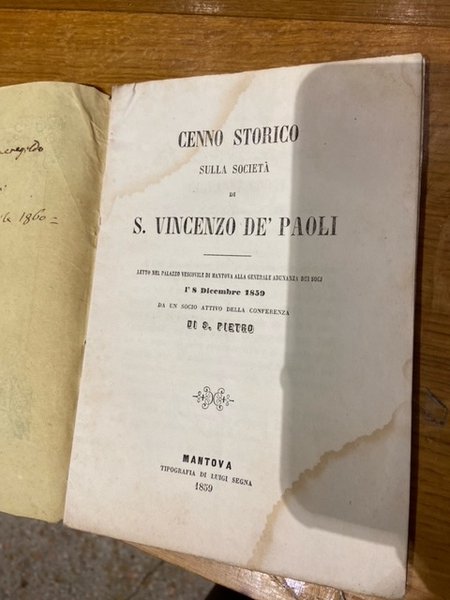 1860 =
CENNO STORICO
SULLA SOCIETÀ
DI
S. VINCENZO DE' PAOLI
LETTO NEL PALAZZO VESCOVILE DI MANTOVA ALLA GENERALE ADUNANZA DEI SOCI
l' 8 Dicembre 1859
DA UN SOCIO ATTIVO DELLA CONFERENZA
DI S. PIETRO
MANTOVA
TIPOGRAFIA DI LUIGI SEGNA
1859